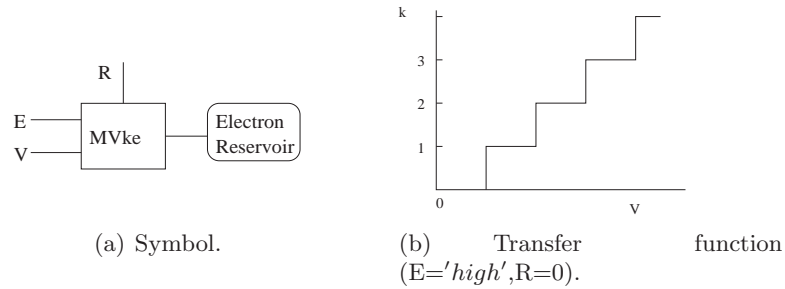 R
E
V
MVke
Electron
Reservoir
(a) Symbol.
k
3
2
1
0
V
(b) Transfer function
(E='high',R=0).